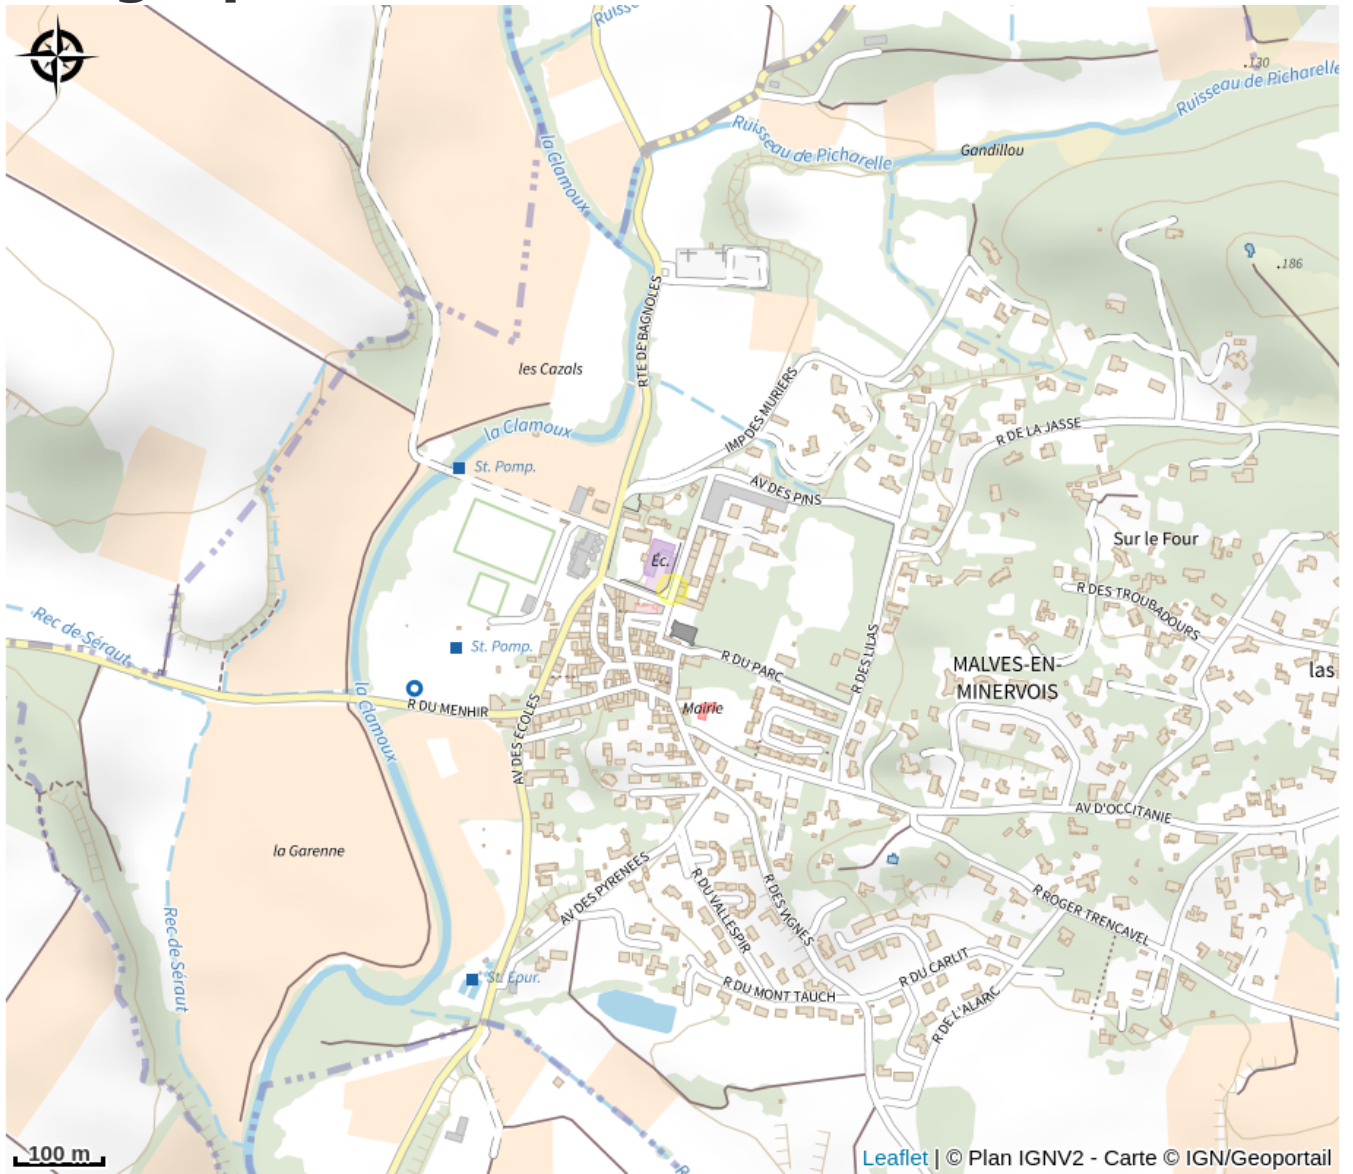 Ruisse
Ruisseau de Picharelle
.130
Ruisseau de Picharelle
Gandillou
la Clamoux
.186
RTE DE BAGNOLES
les Cazals
IMP DES MURIERS
la Clamoux
R DE LA JASSE
St. Pomp.
AV DES PINS
Sur le Four
Éc.
R DES TROUBADOURS
Rec de Séraut
St. Pomp.
R DU PARC
R DES LILAS
MALVES-EN-
MINERVOIS
las
la Clamoux
R DU MENHIR
Mairie
AV DES ECOLES
AV D'OCCITANIE
la Garenne
AV DES PYRENEES
R DU VALLESPIR
R DES VIGNES
R ROGER TRENCAVEL
Rec de Séraut
St. Epur.
R DU MONT TAUCH
R DU CARLIT
R DE L'ALARIC
100 m
R
Leaflet | © Plan IGNV2 - Carte © IGN/Geoportail